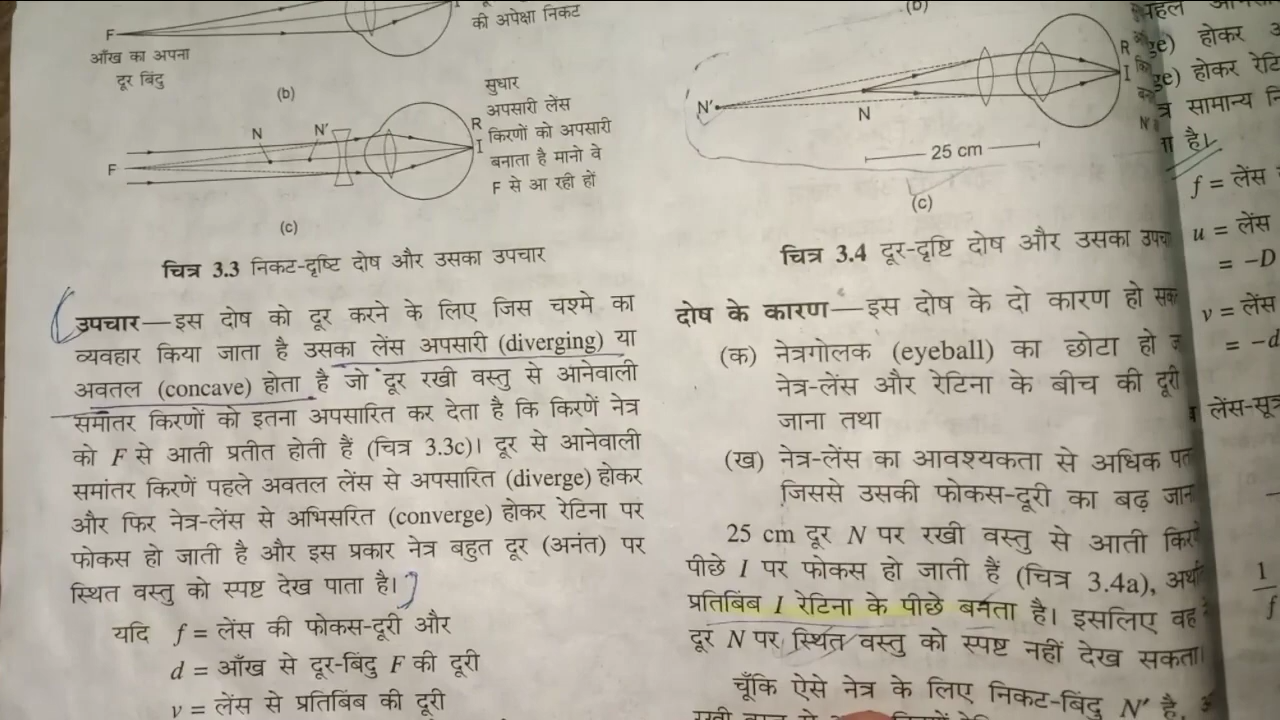 F
आँख का अपना
दूर बिंदु
की अपेक्षा निकट
(b)
सुधार
अपसारी लेंस
किरणों को अपसारी
बनाता है मानो वे
F से आ रही हों
N N′
R
I
F
(c)
चित्र 3.3 निकट-दृष्टि दोष और उसका उपचार
उपचार—इस दोष को दूर करने के लिए जिस चश्मे का
व्यवहार किया जाता है उसका लेंस अपसारी (diverging) या
अवतल (concave) होता है जो दूर रखी वस्तु से आनेवाली
समांतर किरणों को इतना अपसारित कर देता है कि किरणें नेत्र
को F से आती प्रतीत होती हैं (चित्र 3.3c)। दूर से आनेवाली
समांतर किरणें पहले अवतल लेंस से अपसारित (diverge) होकर
और फिर नेत्र-लेंस से अभिसरित (converge) होकर रेटिना पर
फोकस हो जाती है और इस प्रकार नेत्र बहुत दूर (अनंत) पर
स्थित वस्तु को स्पष्ट देख पाता है।
यदि f = लेंस की फोकस-दूरी और
d = आँख से दूर-बिंदु F की दूरी
v = लेंस से प्रतिबिंब की दूरी
(b)
R
I
N′
N
25 cm
(c)
चित्र 3.4 दूर-दृष्टि दोष और उसका
दोष के कारण—इस दोष के दो कारण हो
(क) नेत्रगोलक (eyeball) का छोटा हो
नेत्र-लेंस और रेटिना के बीच की दूरी
जाना तथा
(ख) नेत्र-लेंस का आवश्यकता से अधिक
जिससे उसकी फोकस-दूरी का बढ़
25 cm दूर N पर रखी वस्तु से आती
पीछे I पर फोकस हो जाती हैं (चित्र 3.4a),
प्रतिबिंब I रेटिना के पीछे बनता है। इसलिए वह
दूर N पर स्थित वस्तु को स्पष्ट नहीं देख सकता।
चूँकि ऐसे नेत्र के लिए निकट-बिंदु N′ है,
होकर
होकर
सामान्य
है।
f = लेंस
u = लेंस
= −D
v = लेंस
= −d
लेंस-सूत्र
1
f